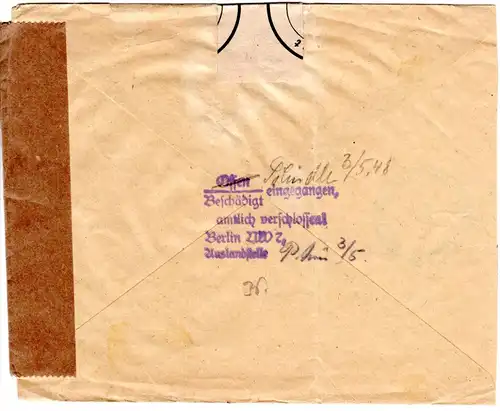 Offen 3/5.48
eingegangen,
Beschädigt
amtlich verschlossen
Berlin NW 7,
Auslandstelle 3/5